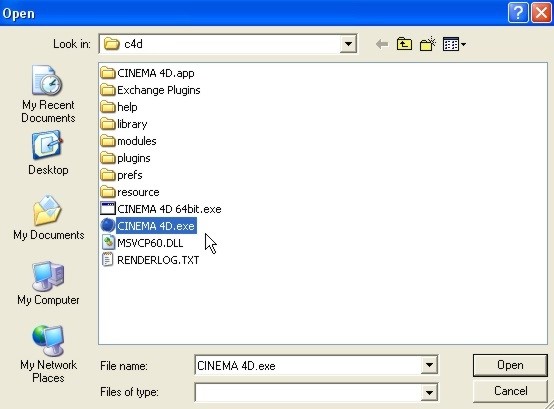 Open
Look in: c4d
My Recent
Documents
Desktop
My Documents
My Computer
My Network
Places
CINEMA 4D.app
Exchange Plugins
help
library
modules
plugins
prefs
resource
CINEMA 4D 64bit.exe
CINEMA 4D.exe
MSVCP60.DLL
RENDERLOG.TXT
File name: CINEMA 4D.exe Open
Files of type: Cancel